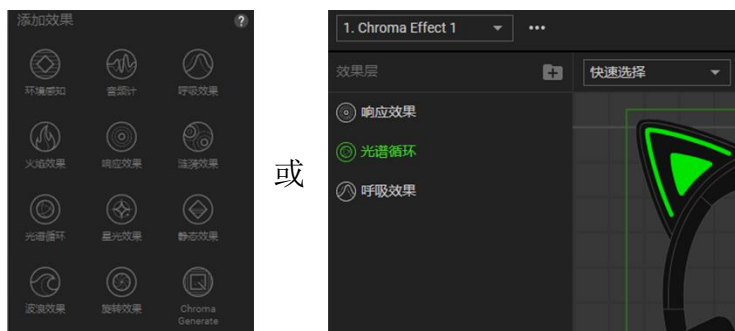 添加效果 ?
环境感知 音频计 呼吸效果
火焰效果 响应效果 涟漪效果
光谱循环 星光效果 静态效果
波浪效果 旋转效果 Chroma
Generate
或
1. Chroma Effect 1
效果层 快速选择
响应效果
光谱循环
呼吸效果